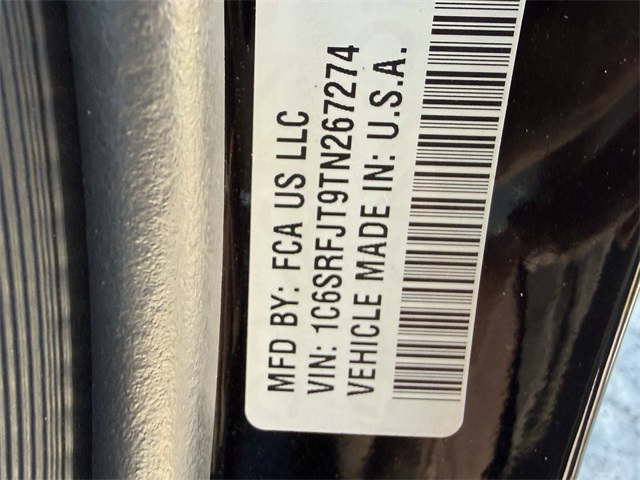 MFD BY: FCA US LLC
VIN: 1C6SRFJT9TN267274
VEHICLE MADE IN: U.S.A.